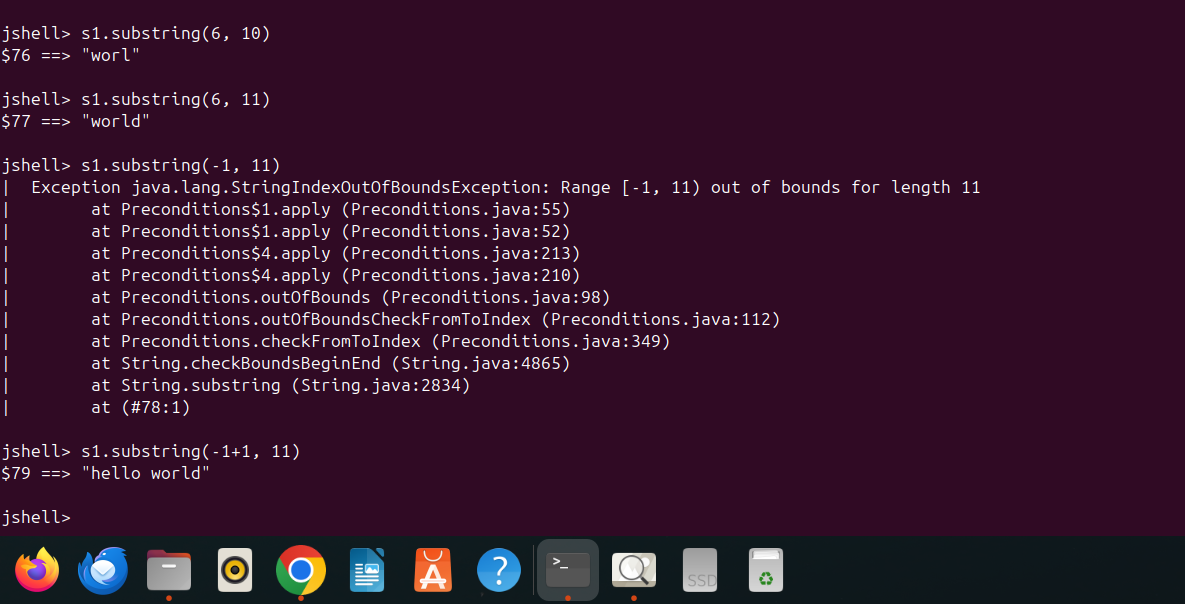 jshell> s1.substring(6, 10)
$76 ==> "worl"
jshell> s1.substring(6, 11)
$77 ==> "world"
jshell> s1.substring(-1, 11)
|  Exception java.lang.StringIndexOutOfBoundsException: Range [-1, 11) out of bounds for length 11
|        at Preconditions$1.apply (Preconditions.java:55)
|        at Preconditions$1.apply (Preconditions.java:52)
|        at Preconditions$4.apply (Preconditions.java:213)
|        at Preconditions$4.apply (Preconditions.java:210)
|        at Preconditions.outOfBounds (Preconditions.java:98)
|        at Preconditions.outOfBoundsCheckFromToIndex (Preconditions.java:112)
|        at Preconditions.checkFromToIndex (Preconditions.java:349)
|        at String.checkBoundsBeginEnd (String.java:4865)
|        at String.substring (String.java:2834)
|        at (#78:1)
jshell> s1.substring(-1+1, 11)
$79 ==> "hello world"
jshell>
?
>_
SSD